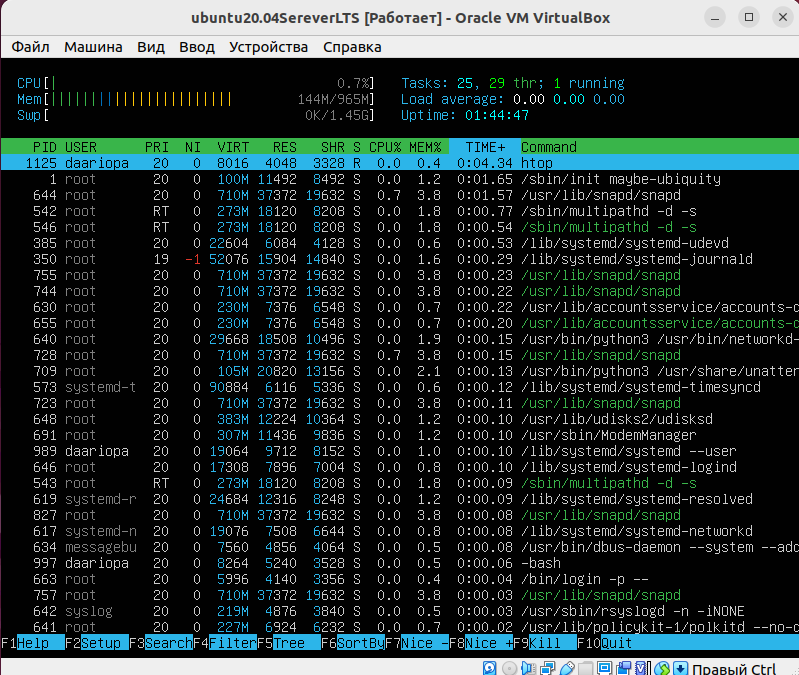 ubuntu20.04SereverLTS [Работает] - Oracle VM VirtualBox
Файл Машина Вид Ввод Устройства Справка
CPU[| 0.7%] Tasks: 25, 29 thr; 1 running
Mem[|||||||||||||||||||||||| 144M/965M] Load average: 0.00 0.00 0.00
Swp[ 0K/1.45G] Uptime: 01:44:47
PID USER PRI NI VIRT RES SHR S CPU% MEM% TIME+ Command
1125 daariopa 20 0 8016 4048 3328 R 0.0 0.4 0:04.34 htop
1 root 20 0 100M 11492 8492 S 0.0 1.2 0:01.65 /sbin/init maybe-ubiquity
644 root 20 0 710M 37372 19632 S 0.7 3.8 0:01.57 /usr/lib/snapd/snapd
542 root RT 0 273M 18120 8208 S 0.0 1.8 0:00.77 /sbin/multipathd -d -s
546 root RT 0 273M 18120 8208 S 0.0 1.8 0:00.54 /sbin/multipathd -d -s
385 root 20 0 22604 6084 4128 S 0.0 0.6 0:00.53 /lib/systemd/systemd-udevd
350 root 19 -1 52076 15904 14840 S 0.0 1.6 0:00.29 /lib/systemd/systemd-journald
755 root 20 0 710M 37372 19632 S 0.0 3.8 0:00.23 /usr/lib/snapd/snapd
744 root 20 0 710M 37372 19632 S 0.0 3.8 0:00.22 /usr/lib/snapd/snapd
630 root 20 0 230M 7376 6548 S 0.0 0.7 0:00.22 /usr/lib/accountsservice/accounts-d
655 root 20 0 230M 7376 6548 S 0.0 0.7 0:00.20 /usr/lib/accountsservice/accounts-d
640 root 20 0 29668 18508 10496 S 0.0 1.9 0:00.15 /usr/bin/python3 /usr/bin/networkd-
728 root 20 0 710M 37372 19632 S 0.7 3.8 0:00.15 /usr/lib/snapd/snapd
709 root 20 0 105M 20820 13156 S 0.0 2.1 0:00.13 /usr/bin/python3 /usr/share/unatter
573 systemd-t 20 0 90884 6116 5336 S 0.0 0.6 0:00.12 /lib/systemd/systemd-timesyncd
723 root 20 0 710M 37372 19632 S 0.0 3.8 0:00.11 /usr/lib/snapd/snapd
648 root 20 0 383M 12224 10364 S 0.0 1.2 0:00.10 /usr/lib/udisks2/udisksd
691 root 20 0 307M 11436 9836 S 0.0 1.2 0:00.10 /usr/sbin/ModemManager
989 daariopa 20 0 19064 9712 8152 S 0.0 1.0 0:00.10 /lib/systemd/systemd --user
646 root 20 0 17308 7896 7004 S 0.0 0.8 0:00.10 /lib/systemd/systemd-logind
543 root RT 0 273M 18120 8208 S 0.0 1.8 0:00.09 /sbin/multipathd -d -s
619 systemd-r 20 0 24684 12316 8248 S 0.0 1.2 0:00.09 /lib/systemd/systemd-resolved
827 root 20 0 710M 37372 19632 S 0.0 3.8 0:00.08 /usr/lib/snapd/snapd
617 systemd-n 20 0 19076 7508 6644 S 0.0 0.8 0:00.08 /lib/systemd/systemd-networkd
634 messagebu 20 0 7560 4856 4064 S 0.0 0.5 0:00.06 /usr/bin/dbus-daemon --system --add
997 daariopa 20 0 8264 5240 3528 S 0.0 0.5 0:00.06 -bash
663 root 20 0 5996 4140 3356 S 0.0 0.4 0:00.04 /bin/login -p --
757 root 20 0 710M 37372 19632 S 0.0 3.8 0:00.03 /usr/lib/snapd/snapd
642 syslog 20 0 219M 4876 3840 S 0.0 0.5 0:00.03 /usr/sbin/rsyslogd -n -iNONE
641 root 20 0 227M 6924 6232 S 0.0 0.7 0:00.02 /usr/lib/policykit-1/polkitd --no-d
F1Help F2Setup F3SearchF4FilterF5Tree F6SortByF7Nice -F8Nice +F9Kill F10Quit
Правый Ctrl